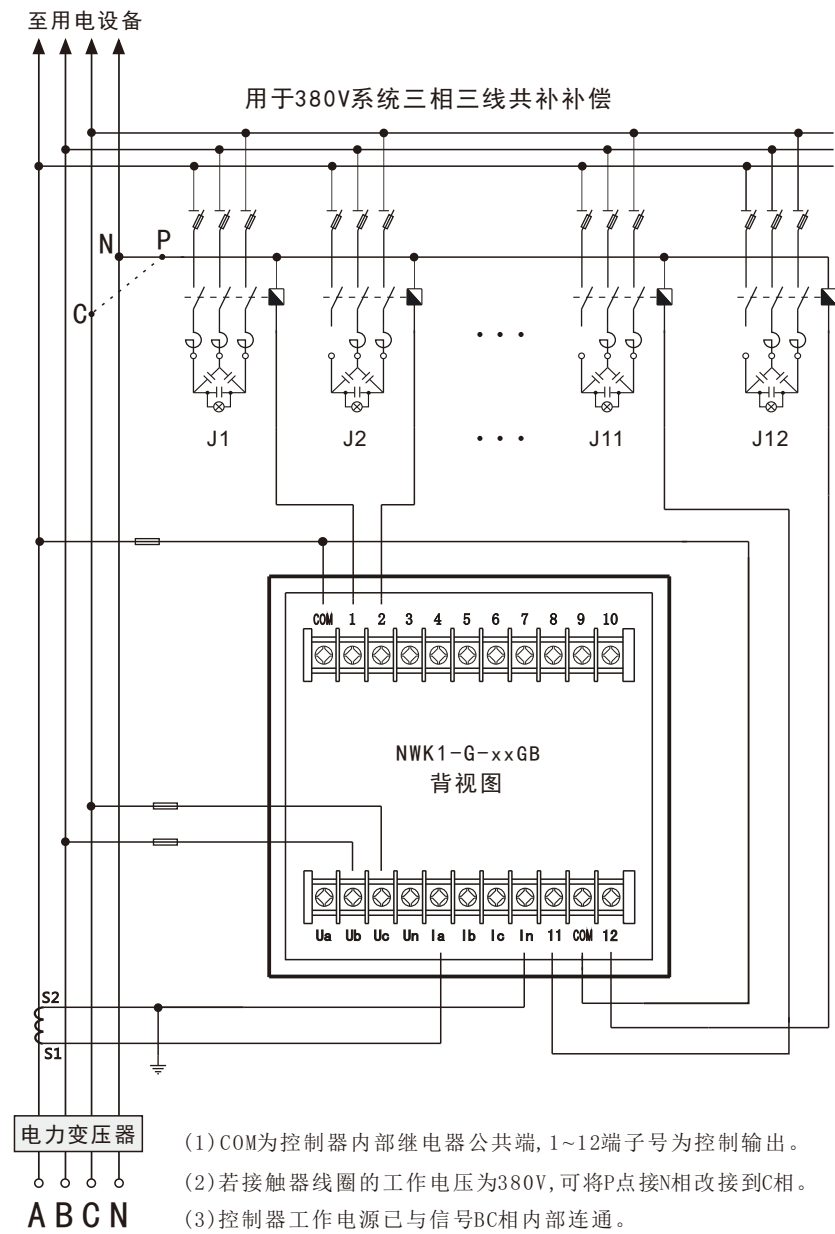 至用电设备
用于380V系统三相三线共补补偿
N P
C
J1 J2 J11 J12
COM 1 2 3 4 5 6 7 8 9 10
NWK1-G-xxGB
背视图
Ua Ub Uc Un Ia Ib Ic In 11 COM 12
S2
S1
电力变压器
A B C N
(1)COM为控制器内部继电器公共端,1~12端子号为控制输出。
(2)若接触器线圈的工作电压为380V,可将P点接N相改接到C相。
(3)控制器工作电源已与信号BC相内部连通。